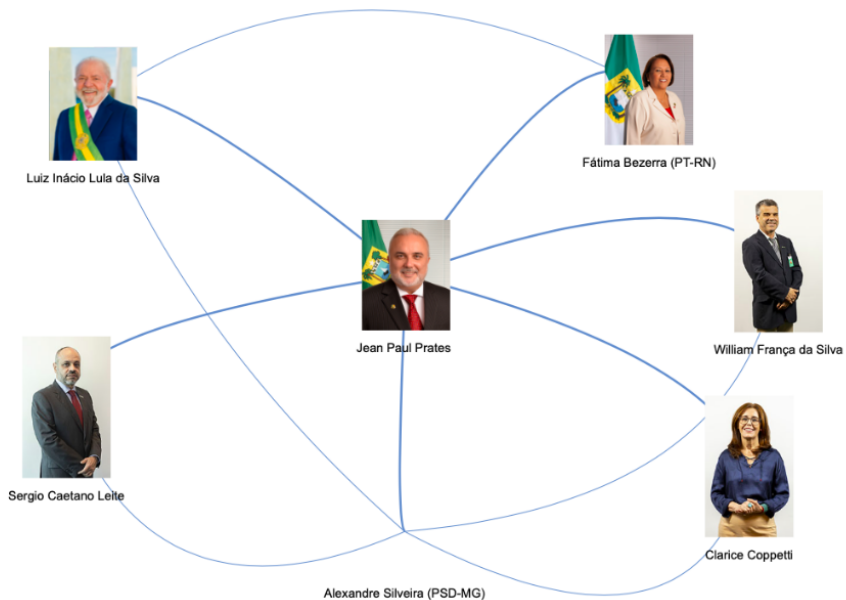 Luiz Inácio Lula da Silva
Fátima Bezerra (PT-RN)
Jean Paul Prates
William França da Silva
Sergio Caetano Leite
Clarice Coppetti
Alexandre Silveira (PSD-MG)